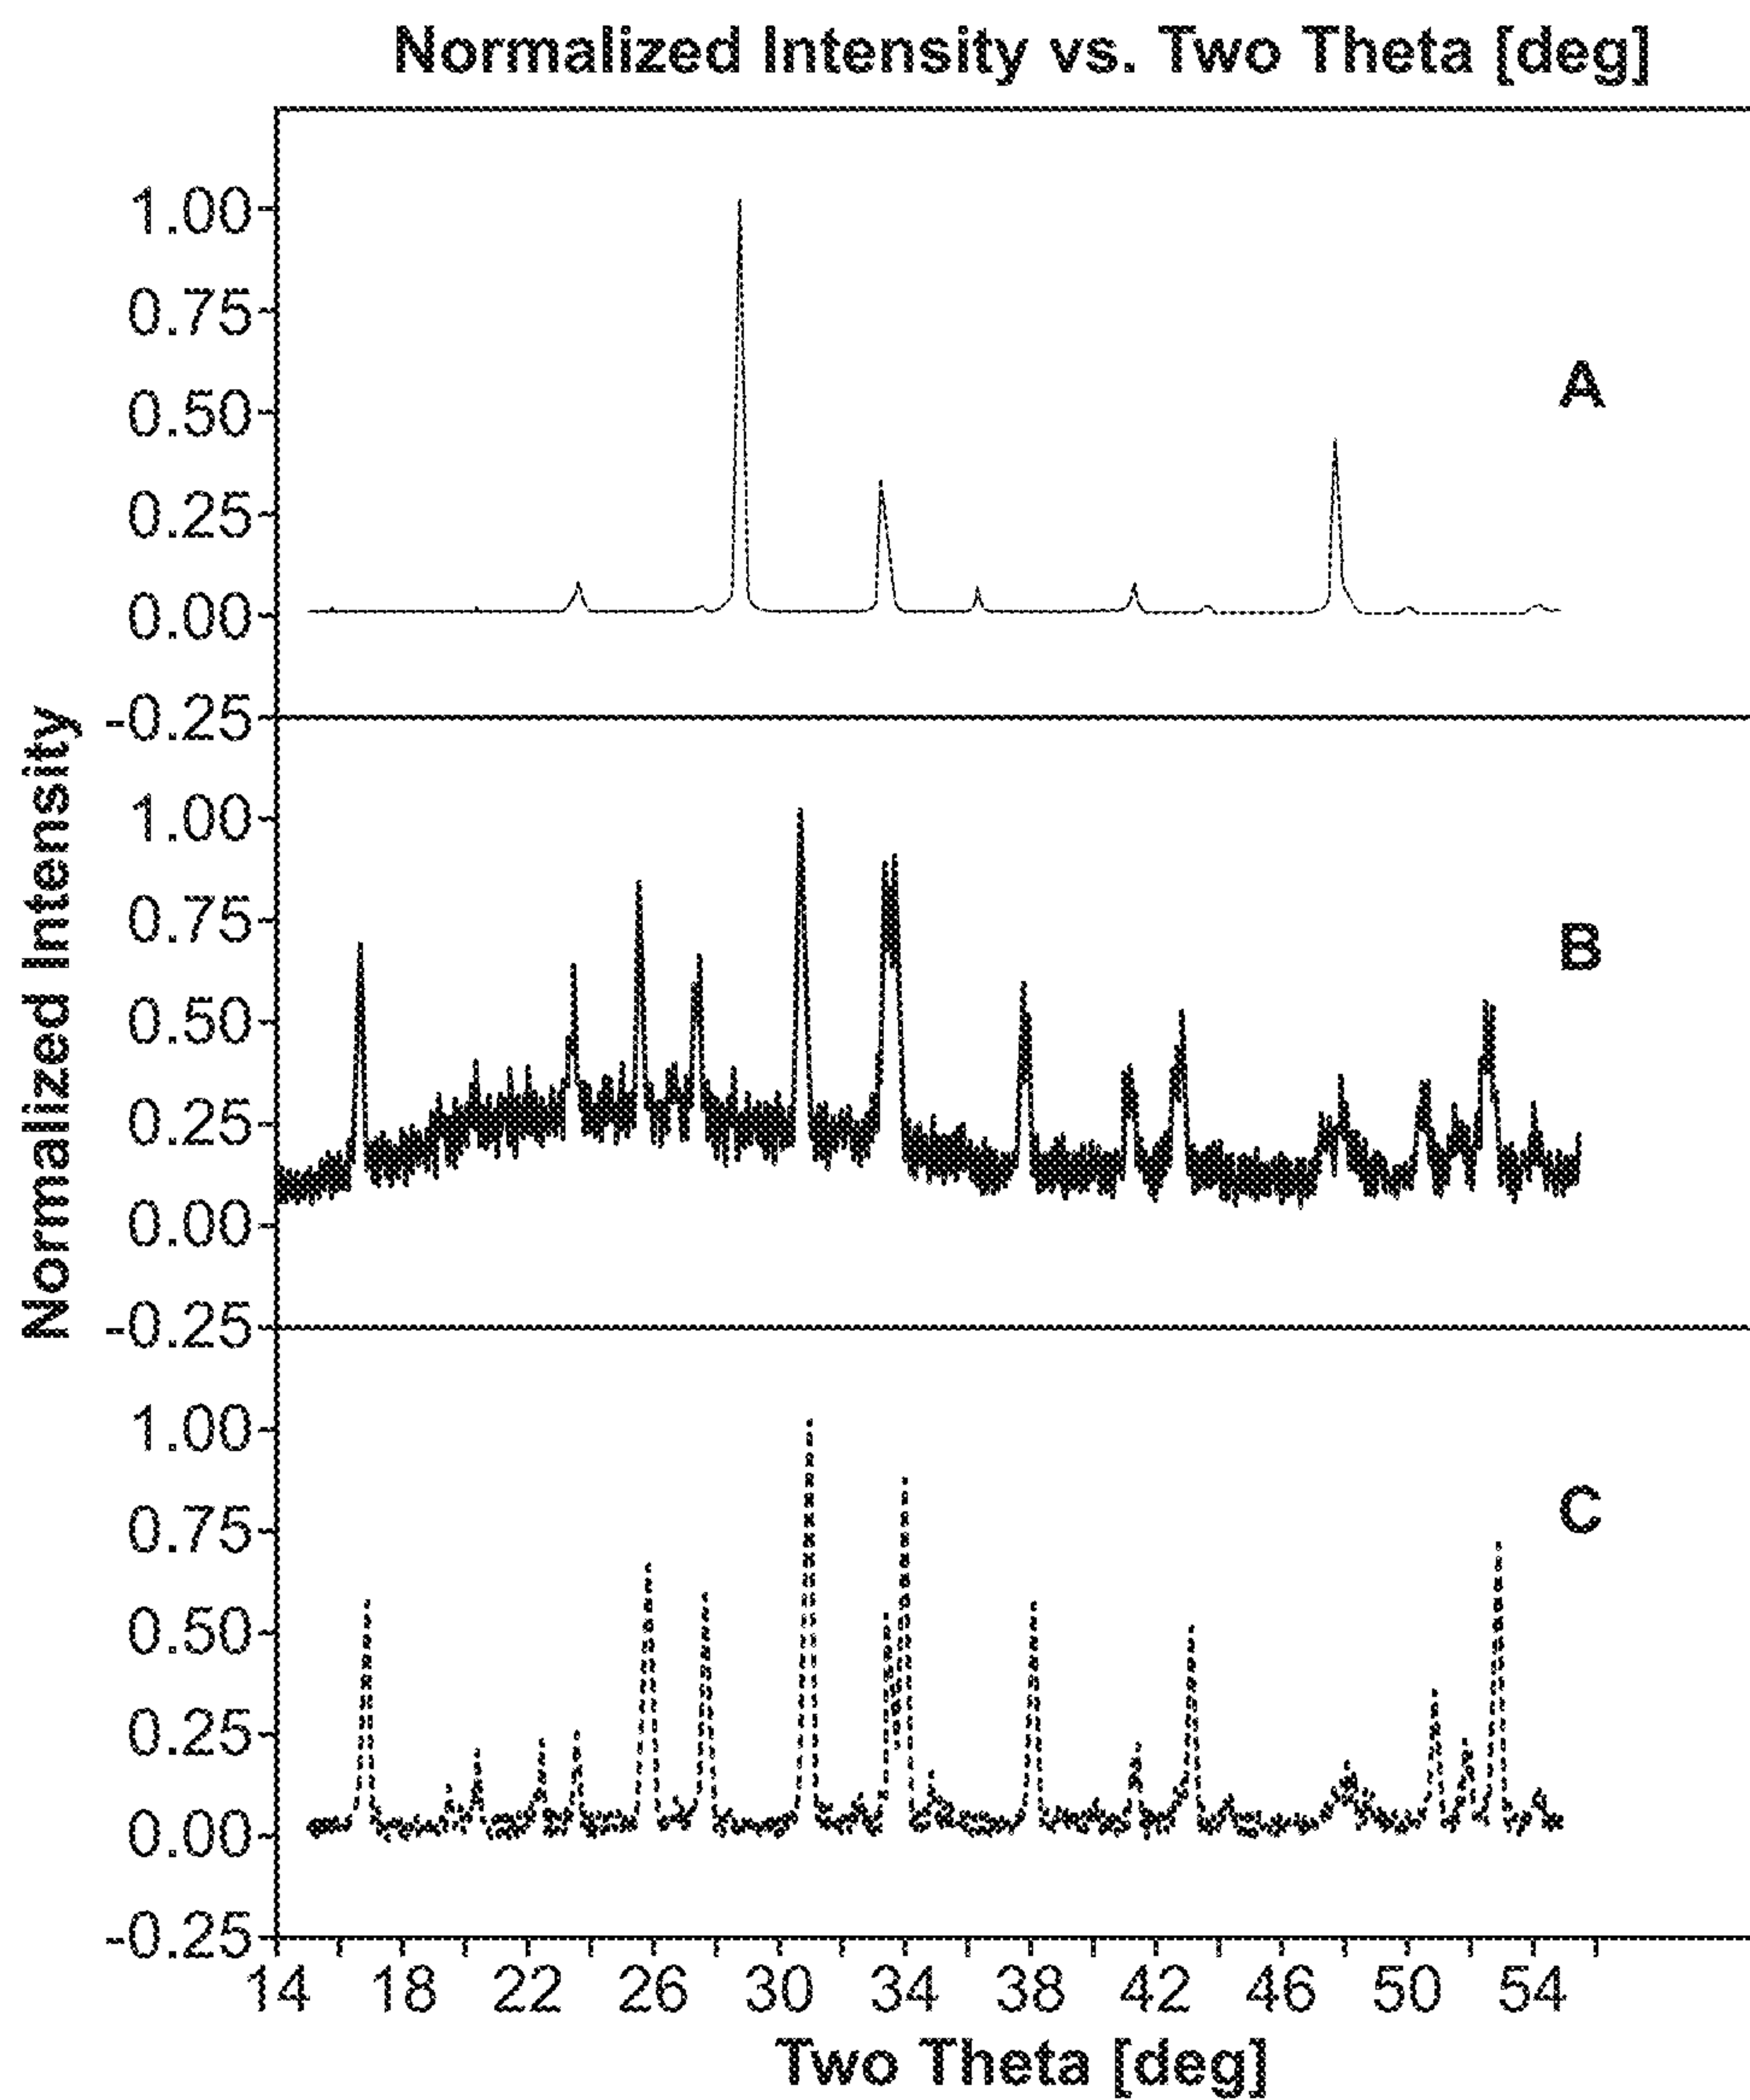 Normalized Intensity vs. Two Theta [deg]
1.00
0.75
0.50
0.25
0.00
-0.25
A
1.00
0.75
0.50
0.25
0.00
-0.25
B
1.00
0.75
0.50
0.25
0.00
-0.25
C
Normalized Intensity
14 18 22 26 30 34 38 42 46 50 54
Two Theta [deg]